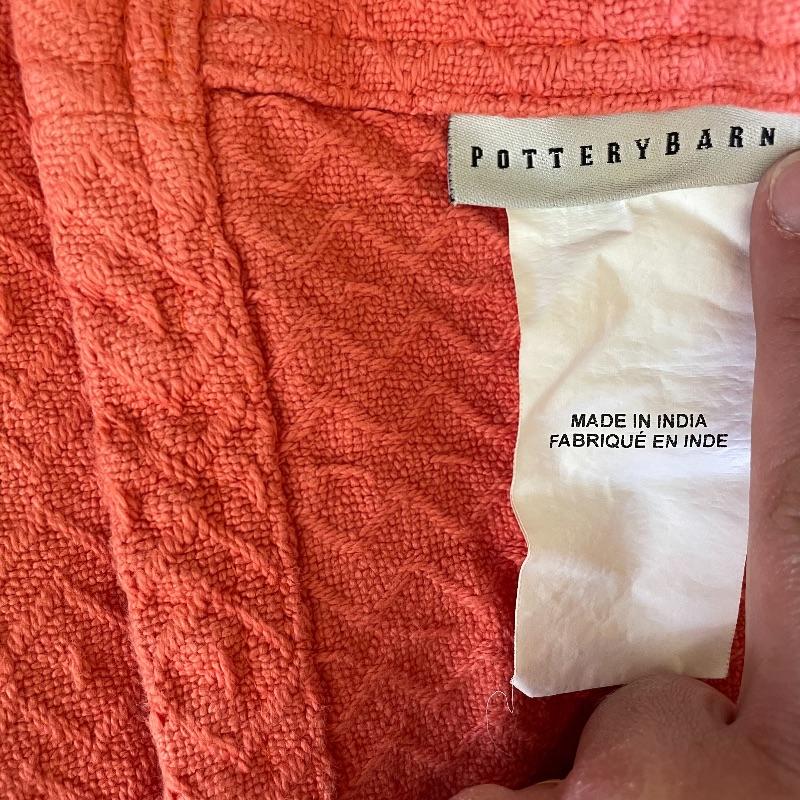 POTTERYBARN
MADE IN INDIA
FABRIQUÉ EN INDE